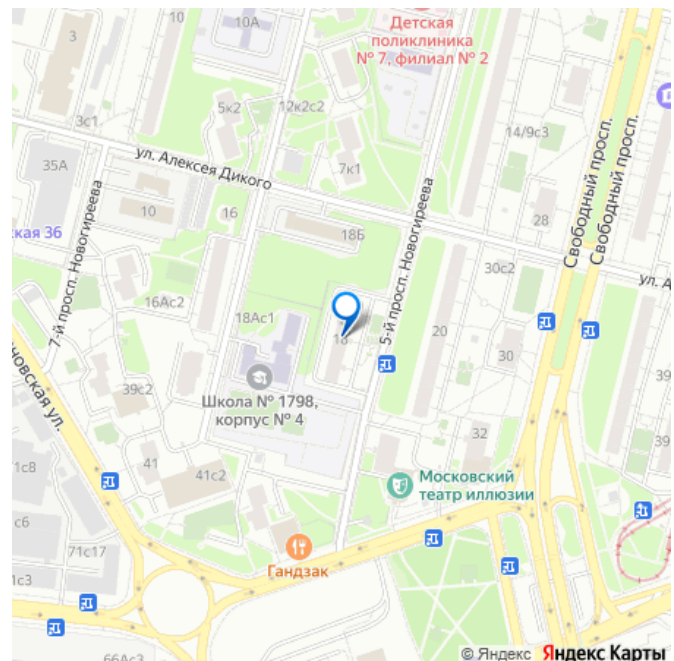 Детская
поликлиника
№ 7, филиал № 2
10А
3
10
3с1
5к2
12к2с2
14/9с3
Свободный просп.
Свободный просп.
ул. Алексея Дикого
7к1
35А
7-й просп. Новогиреева
5-й просп. Новогиреева
10
16
28
18Б
ская 36
30с2
ул. А
16Ас2
18Ас1
18
20
30
39
39с2
Школа № 1798,
корпус № 4
новская ул.
32
39
41
41с2
1с8
Московский
театр иллюзии
с6
71с17
Гандзак
1с3
66Ас3
© Яндекс Яндекс Карты